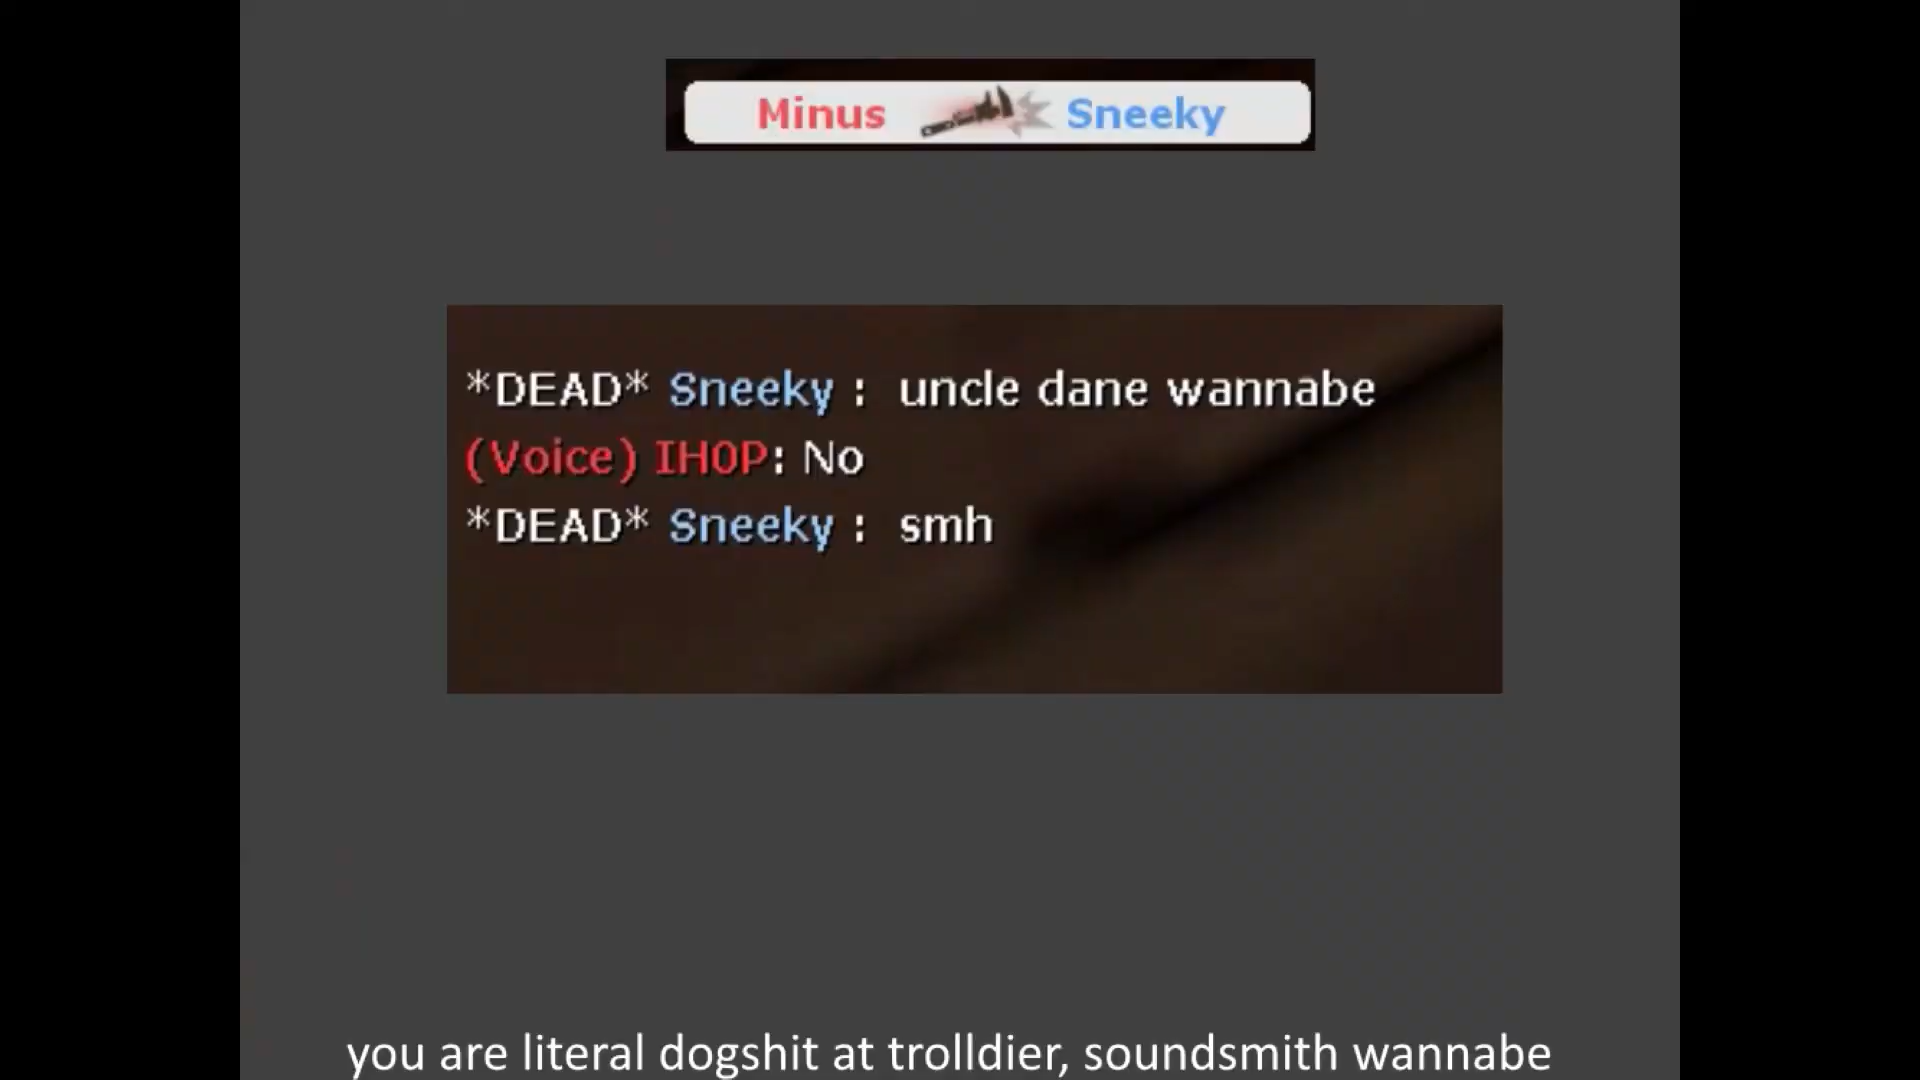 Minus Sneeky
*DEAD* Sneeky :  uncle dane wannabe
(Voice) IHOP: No
*DEAD* Sneeky :  smh
you are literal dogshit at trolldier, soundsmith wannabe